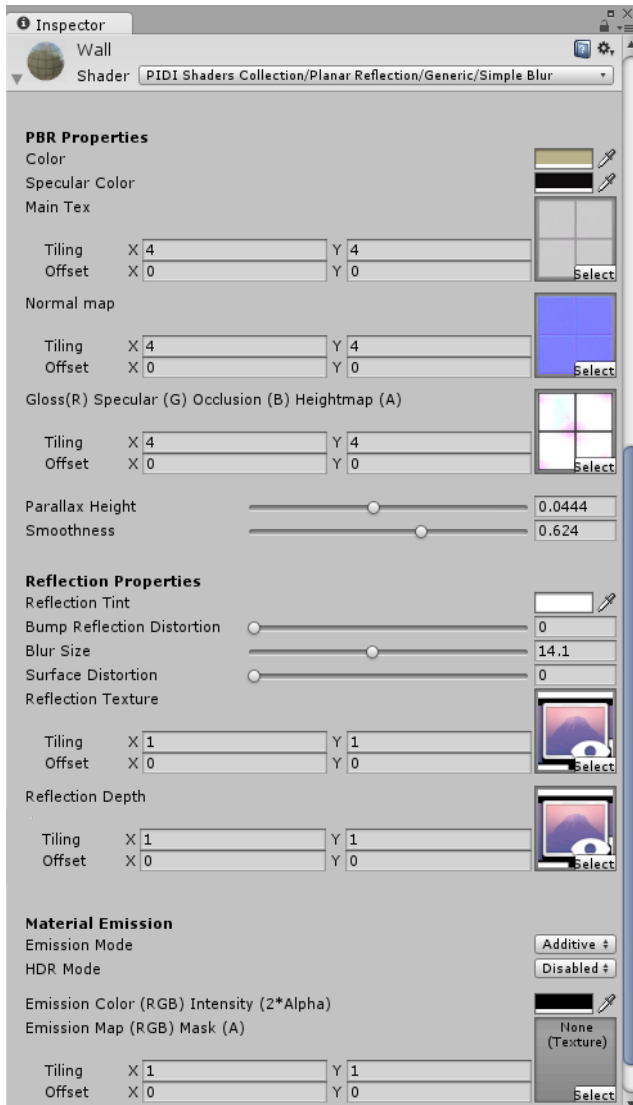 Inspector
Wall
Shader PIDI Shaders Collection/Planar Reflection/Generic/Simple Blur
PBR Properties
Color
Specular Color
Main Tex
Tiling X 4 Y 4
Offset X 0 Y 0 Select
Normal map
Tiling X 4 Y 4
Offset X 0 Y 0 Select
Gloss(R) Specular (G) Occlusion (B) Heightmap (A)
Tiling X 4 Y 4
Offset X 0 Y 0 Select
Parallax Height 0.0444
Smoothness 0.624
Reflection Properties
Reflection Tint
Bump Reflection Distortion 0
Blur Size 14.1
Surface Distortion 0
Reflection Texture
Tiling X 1 Y 1
Offset X 0 Y 0 Select
Reflection Depth
Tiling X 1 Y 1
Offset X 0 Y 0 Select
Material Emission
Emission Mode Additive
HDR Mode Disabled
Emission Color (RGB) Intensity (2*Alpha)
Emission Map (RGB) Mask (A) None
(Texture)
Tiling X 1 Y 1
Offset X 0 Y 0 Select